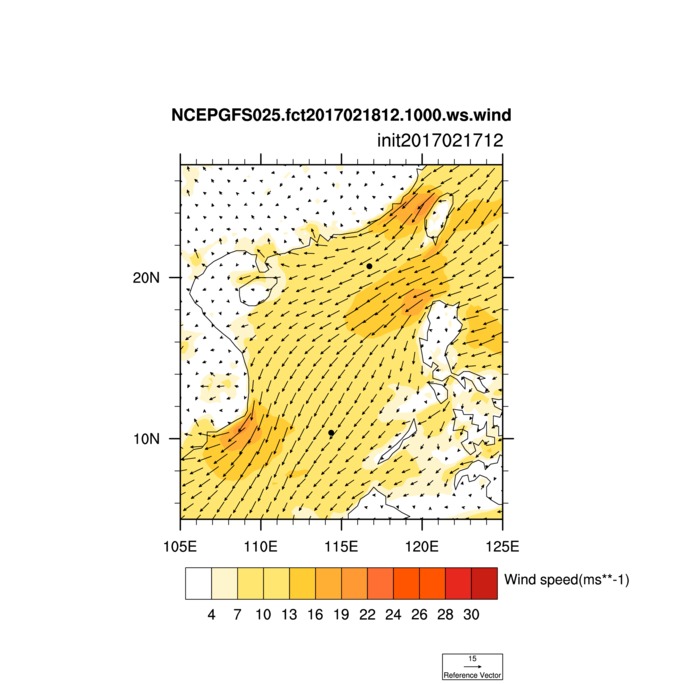 NCEPGFS025.fct2017021812.1000.ws.wind
init2017021712
20N
10N
105E 110E 115E 120E 125E
4 7 10 13 16 19 22 24 26 28 30
Wind speed(ms**-1)
15
Reference Vector